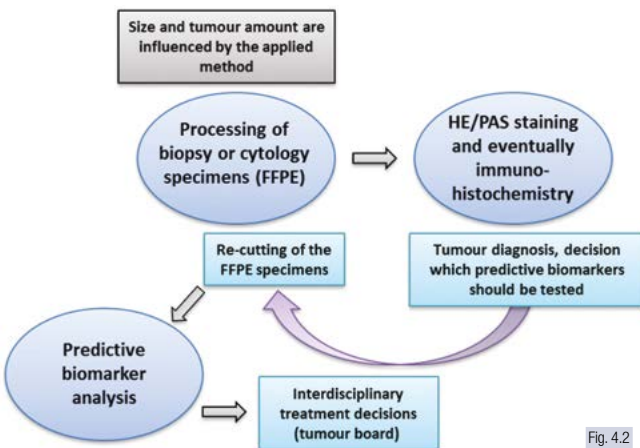 Size and tumour amount are
influenced by the applied
method
Processing of
biopsy or cytology
specimens (FFPE)
HE/PAS staining
and eventually
immuno-
histochemistry
Re-cutting of the
FFPE specimens
Tumour diagnosis, decision
which predictive biomarkers
should be tested
Predictive
biomarker
analysis
Interdisciplinary
treatment decisions
(tumour board)
Fig. 4.2